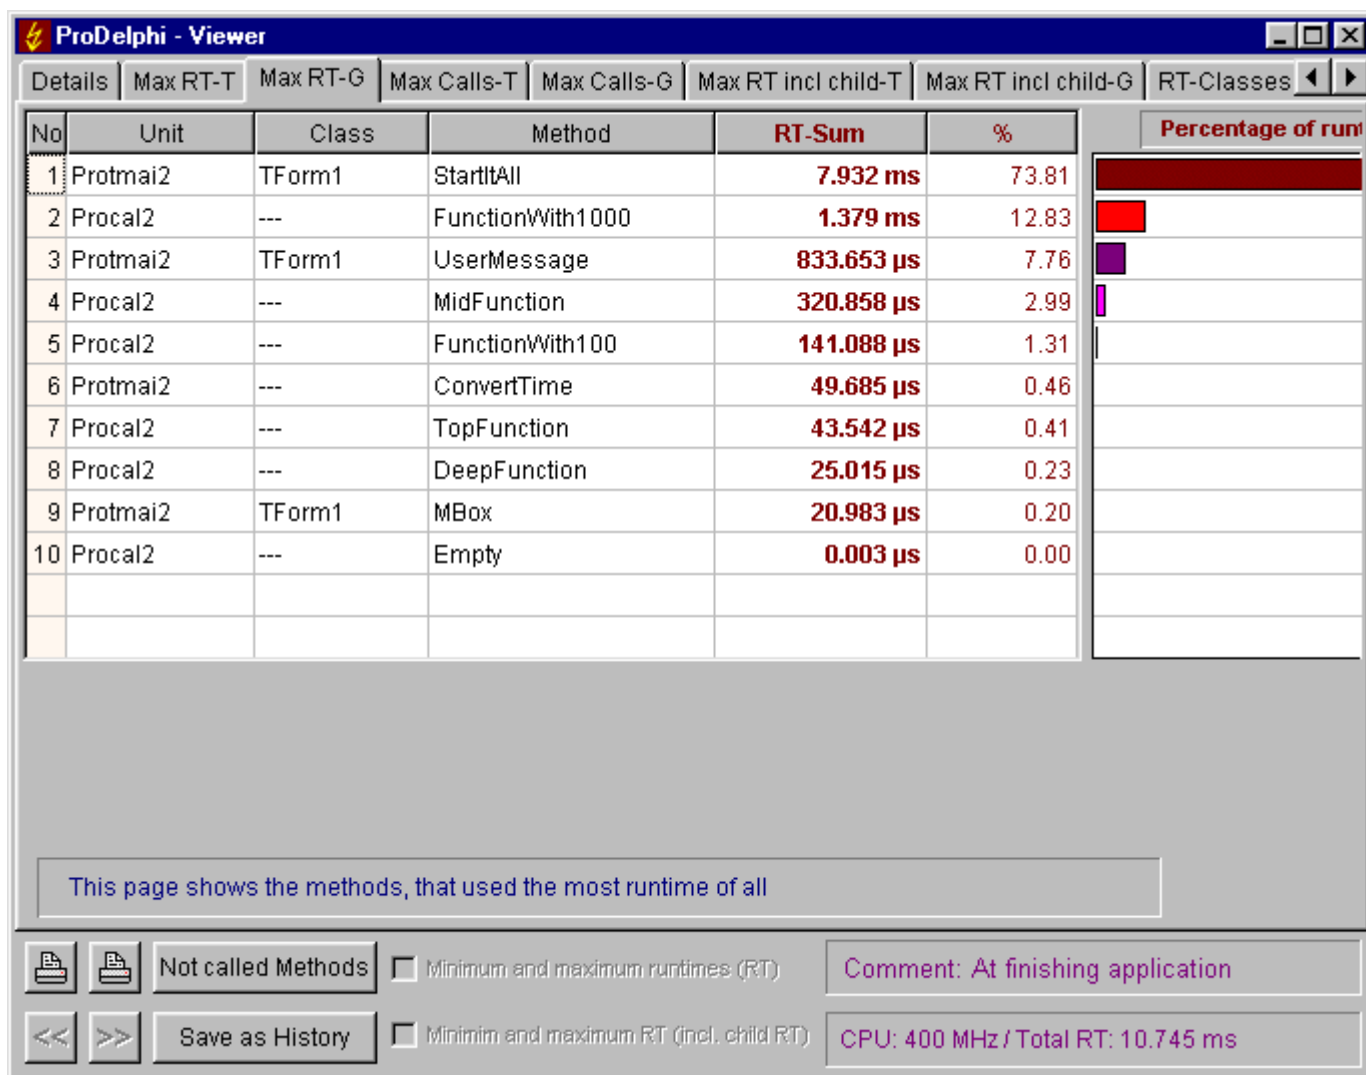 ProDelphi - Viewer
Details Max RT-T Max RT-G Max Calls-T Max Calls-G Max RT incl child-T Max RT incl child-G RT-Classes
No Unit Class Method RT-Sum % Percentage of runt
1 Protmai2 TForm1 StartItAll 7.932 ms 73.81
2 Procal2 --- FunctionWith1000 1.379 ms 12.83
3 Protmai2 TForm1 UserMessage 833.653 µs 7.76
4 Procal2 --- MidFunction 320.858 µs 2.99
5 Procal2 --- FunctionWith100 141.088 µs 1.31
6 Protmai2 --- ConvertTime 49.685 µs 0.46
7 Procal2 --- TopFunction 43.542 µs 0.41
8 Procal2 --- DeepFunction 25.015 µs 0.23
9 Protmai2 TForm1 MBox 20.983 µs 0.20
10 Procal2 --- Empty 0.003 µs 0.00
This page shows the methods, that used the most runtime of all
Not called Methods Minimum and maximum runtimes (RT) Comment: At finishing application
<< >> Save as History Minimim and maximum RT (incl. child RT) CPU: 400 MHz / Total RT: 10.745 ms